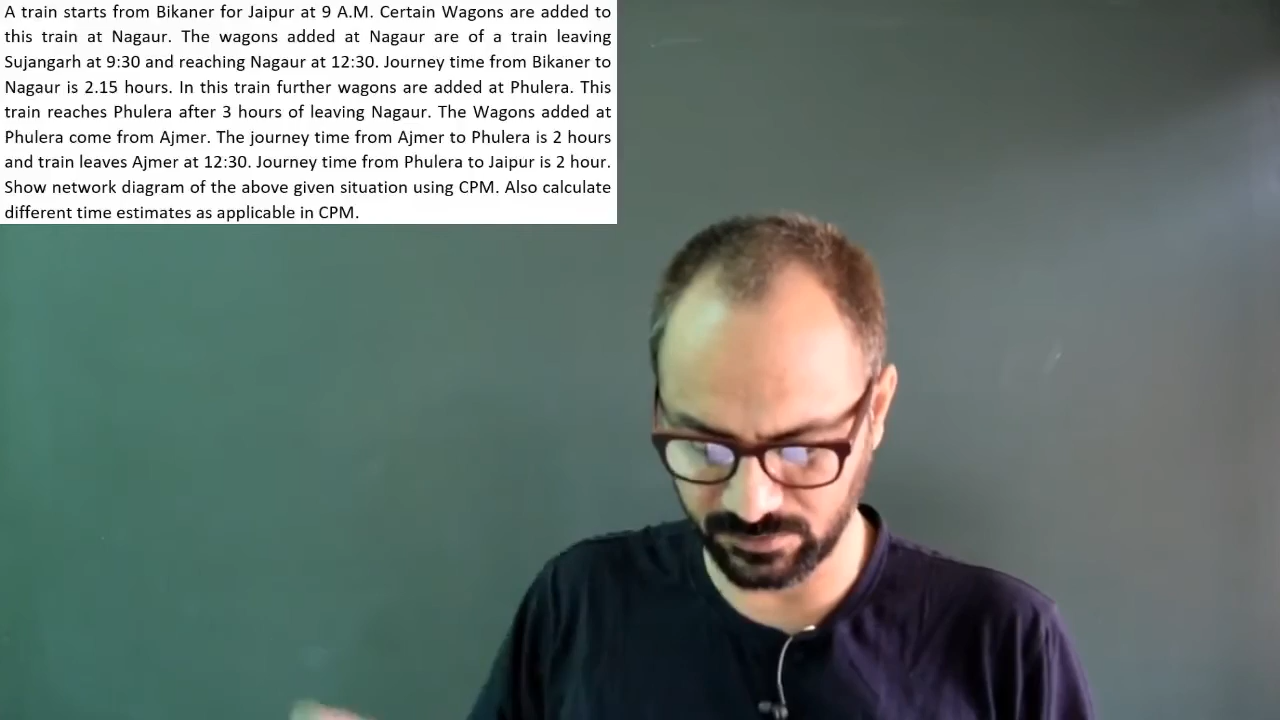 A train starts from Bikaner for Jaipur at 9 A.M. Certain Wagons are added to
this train at Nagaur. The wagons added at Nagaur are of a train leaving
Sujangarh at 9:30 and reaching Nagaur at 12:30. Journey time from Bikaner to
Nagaur is 2.15 hours. In this train further wagons are added at Phulera. This
train reaches Phulera after 3 hours of leaving Nagaur. The Wagons added at
Phulera come from Ajmer. The journey time from Ajmer to Phulera is 2 hours
and train leaves Ajmer at 12:30. Journey time from Phulera to Jaipur is 2 hour.
Show network diagram of the above given situation using CPM. Also calculate
different time estimates as applicable in CPM.